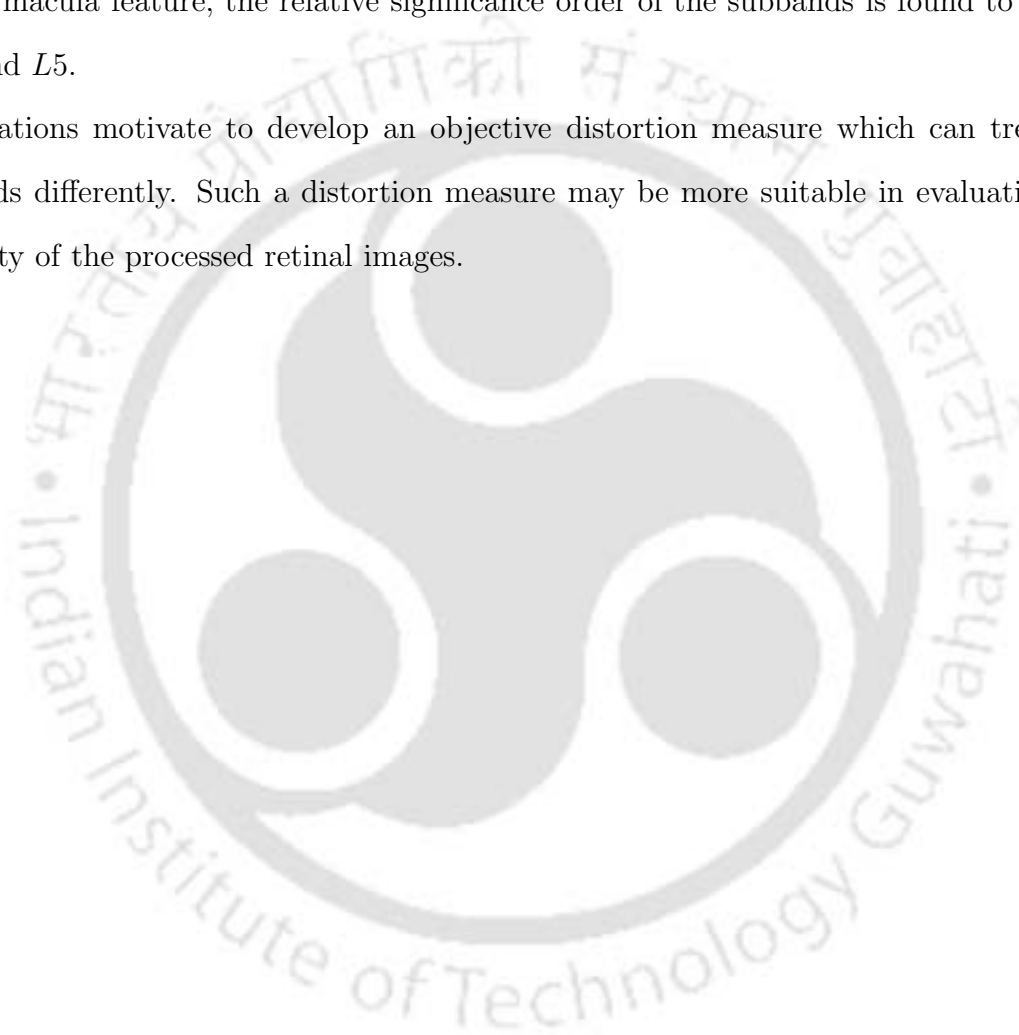 macula feature, the relative significance order of the subbands is found to
nd L5.
ations motivate to develop an objective distortion measure which can tre
ds differently. Such a distortion measure may be more suitable in evaluati
ty of the processed retinal images.
भारतीय प्रौद्योगिकी संस्थान गुवाहाटी
• Indian Institute of Technology Guwahati •